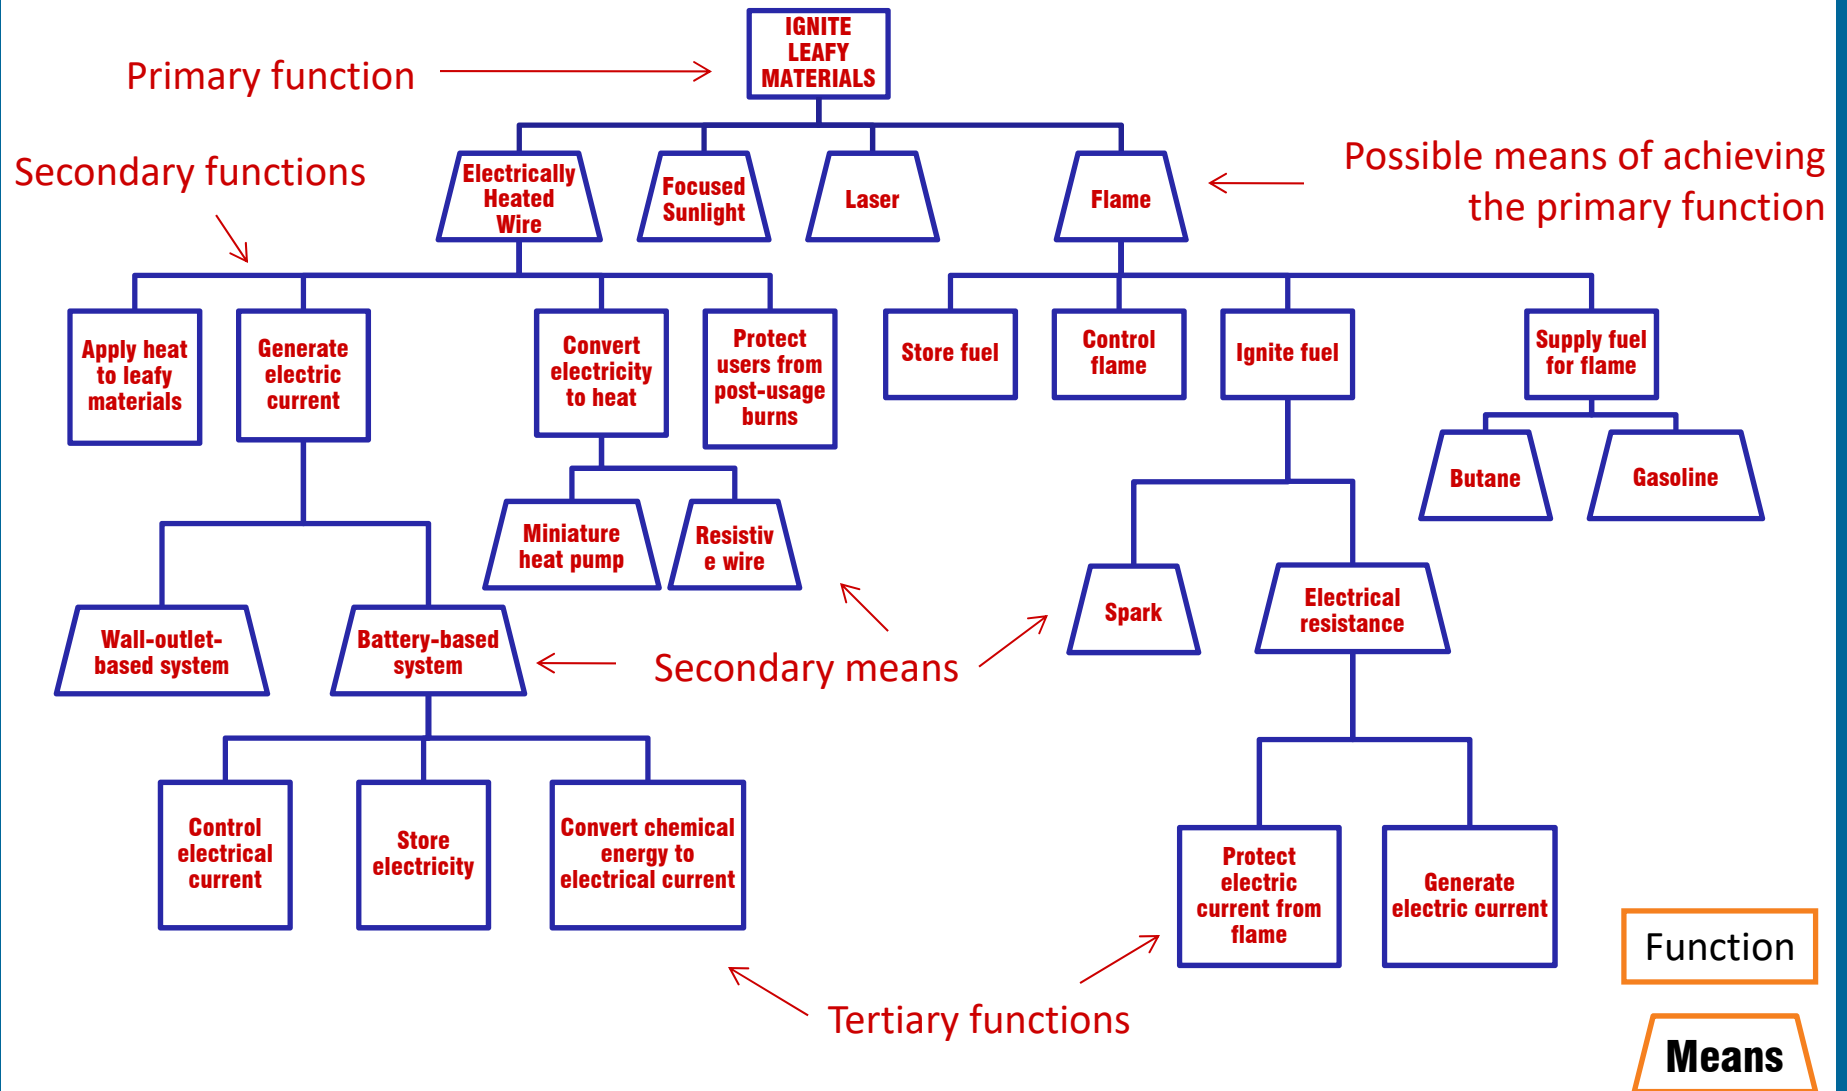 IGNITE
LEAFY
MATERIALS
Primary function
Secondary functions
Possible means of achieving
the primary function
Electrically
Heated
Wire
Focused
Sunlight
Laser
Flame
Apply heat
to leafy
materials
Generate
electric
current
Convert
electricity
to heat
Protect
users from
post-usage
burns
Store fuel
Control
flame
Ignite fuel
Supply fuel
for flame
Miniature
heat pump
Resistiv
e wire
Butane
Gasoline
Wall-outlet-
based system
Battery-based
system
Secondary means
Spark
Electrical
resistance
Control
electrical
current
Store
electricity
Convert chemical
energy to
electrical current
Protect
electric
current from
flame
Generate
electric current
Tertiary functions
Function
Means